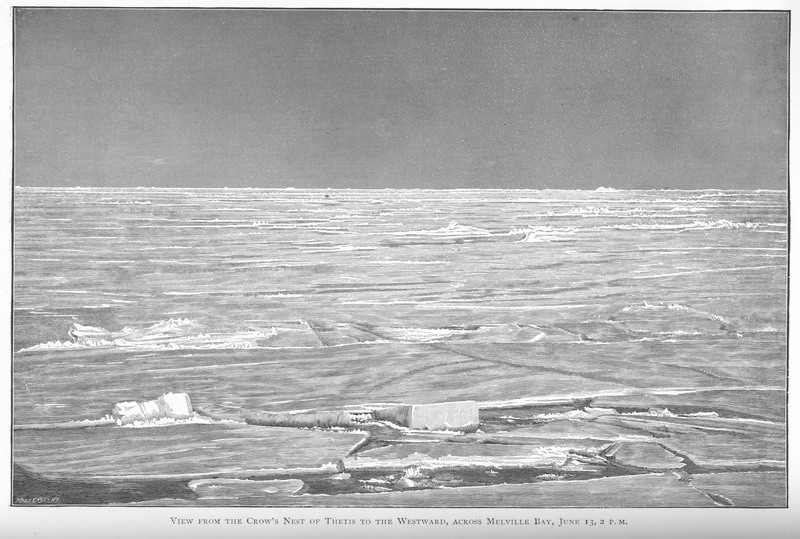 View from the Crow's Nest of Thetis to the Westward, across Melville Bay, June 13, 2 P. M.